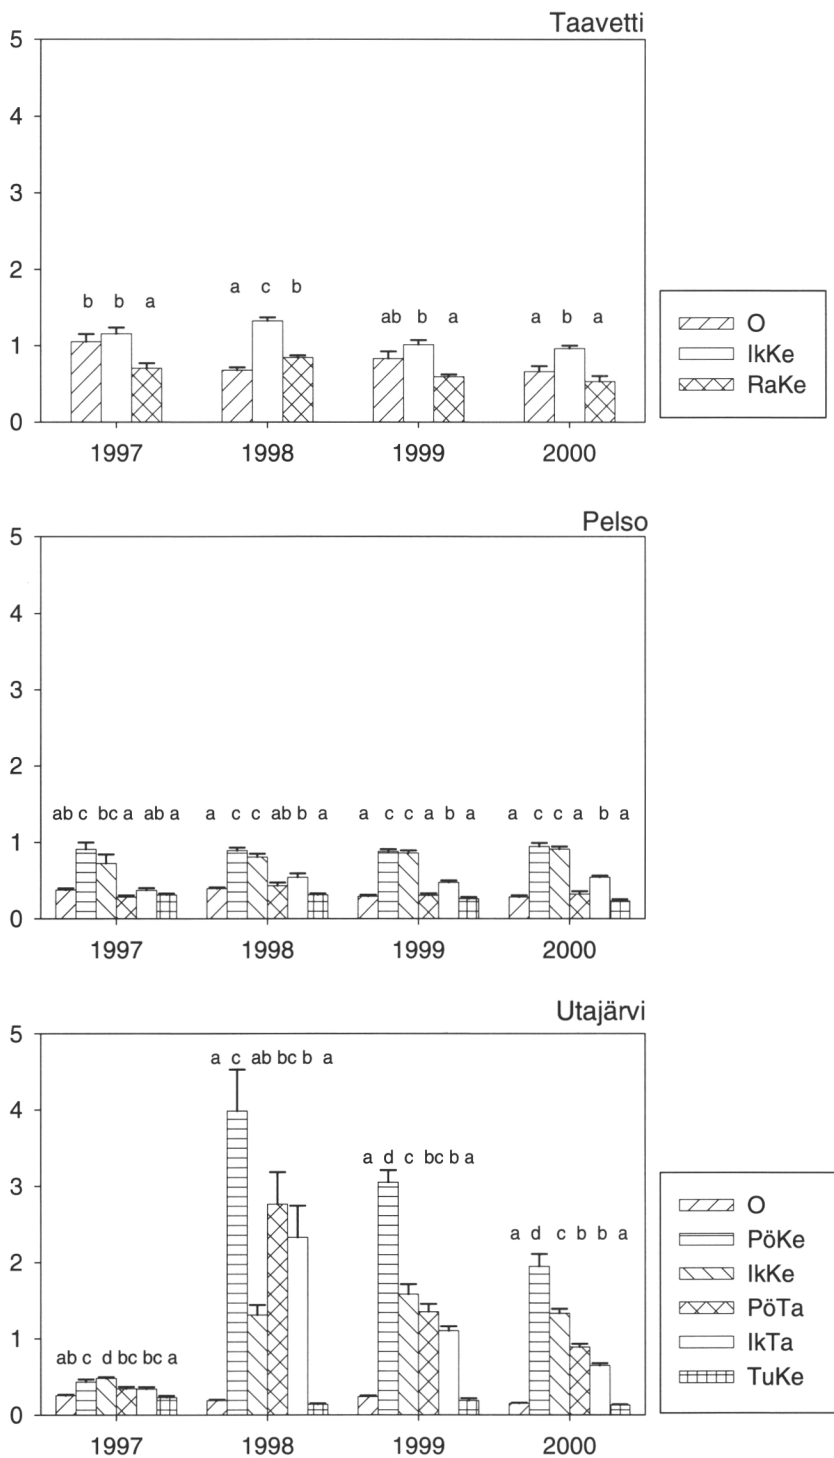 Taavetti
5
4
3
2
1
0
b b a
a c b
ab b a
a b a
1997 1998 1999 2000
O
IkKe
RaKe
Pelso
5
4
3
2
1
0
ab c bc a ab a
a c c ab b a
a c c a b a
a c c a b a
1997 1998 1999 2000
Utajärvi
5
4
3
2
1
0
ab c d bc bc a
a c ab bc b a
a d c bc b a
a d c b b a
1997 1998 1999 2000
O
PöKe
IkKe
PöTa
IkTa
TuKe